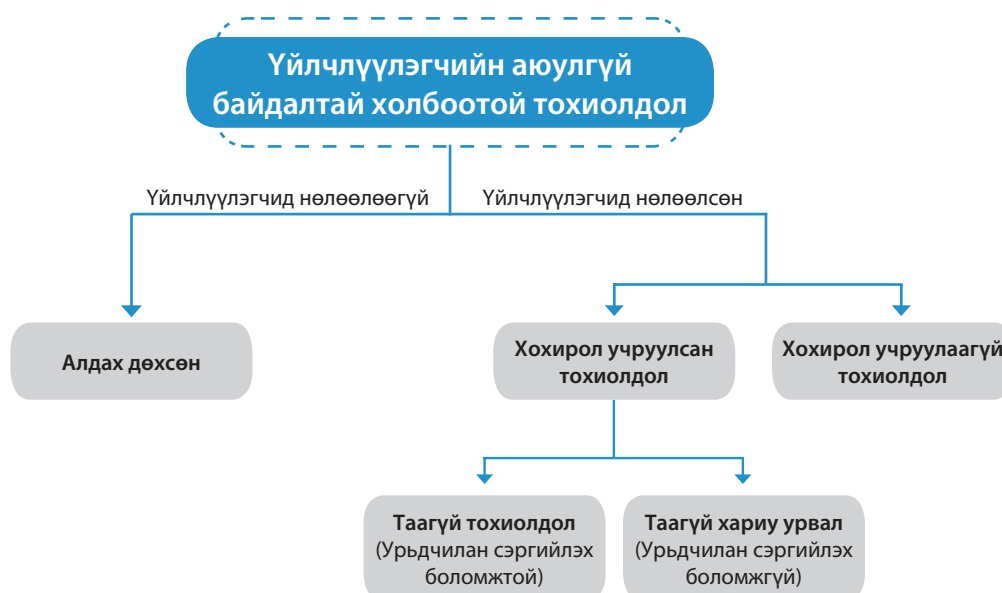 Үйлчлүүлэгчийн аюулгүй
байдалтай холбоотой тохиолдол
Үйлчлүүлэгчид нөлөөлөөгүй
Үйлчлүүлэгчид нөлөөлсөн
Алдах дөхсөн
Хохирол учруулсан
тохиолдол
Хохирол учруулаагүй
тохиолдол
Таагүй тохиолдол
(Урьдчилан сэргийлэх
боломжтой)
Таагүй хариу урвал
(Урьдчилан сэргийлэх
боломжгүй)